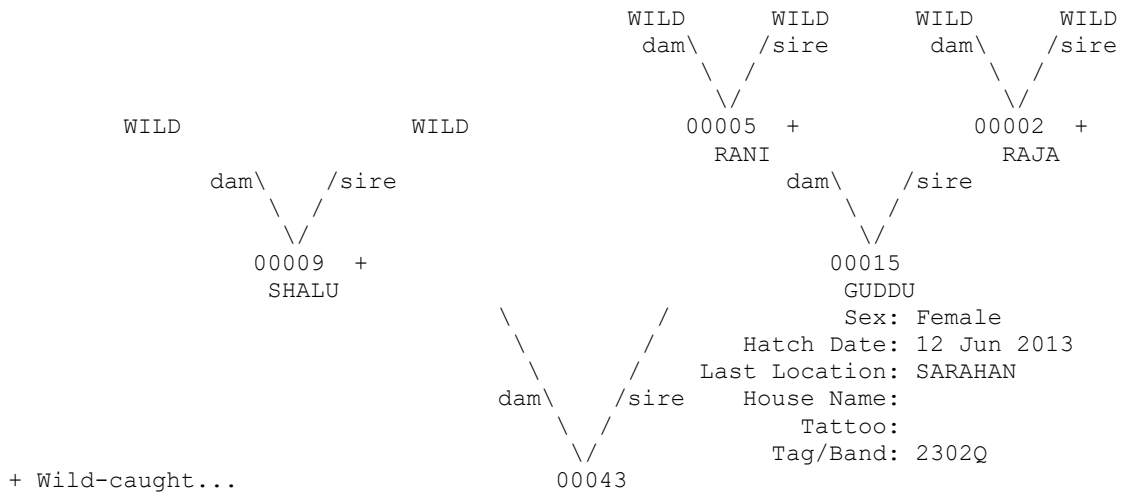 WILD WILD WILD WILD
dam\ /sire dam\ /sire
\ / \ /
\/ \/
WILD WILD 00005 + 00002 +
RANI RAJA
dam\ /sire dam\ /sire
\ / \ /
\/ \/
00009 + 00015
SHALU GUDDU
\ / Sex: Female
\ / Hatch Date: 12 Jun 2013
\ / Last Location: SARAHAN
dam\ /sire House Name:
\ / Tattoo:
\/ Tag/Band: 2302Q
+ Wild-caught... 00043